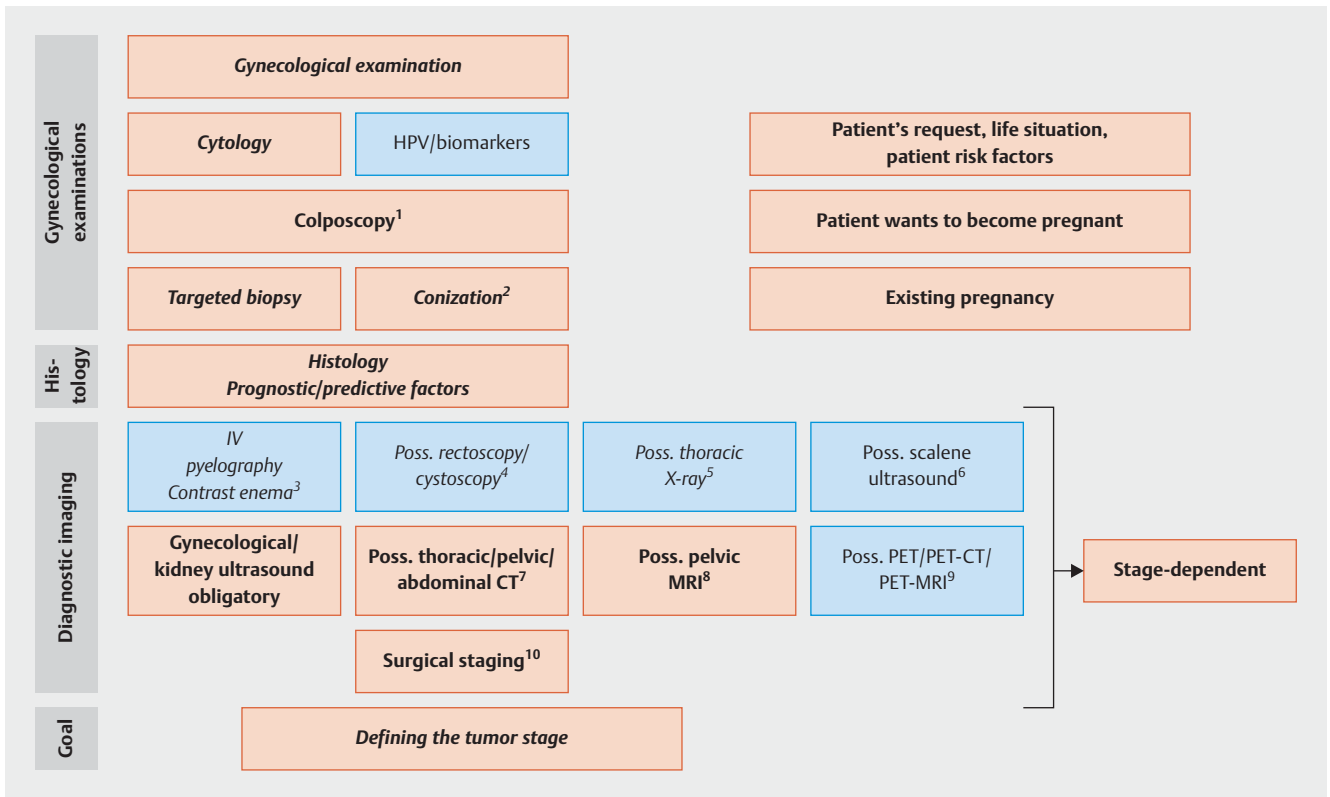 Gynecological
examinations
Gynecological examination
Cytology
HPV/biomarkers
Patient's request, life situation,
patient risk factors
Colposcopy¹
Patient wants to become pregnant
Targeted biopsy
Conization²
Existing pregnancy
His-
tology
Histology
Prognostic/predictive factors
Diagnostic imaging
IV
pyelography
Contrast enema³
Poss. rectoscopy/
cystoscopy⁴
Poss. thoracic
X-ray⁵
Poss. scalene
ultrasound⁶
Gynecological/
kidney ultrasound
obligatory
Poss. thoracic/pelvic/
abdominal CT⁷
Poss. pelvic
MRI⁸
Poss. PET/PET-CT/
PET-MRI⁹
Stage-dependent
Surgical staging¹⁰
Goal
Defining the tumor stage